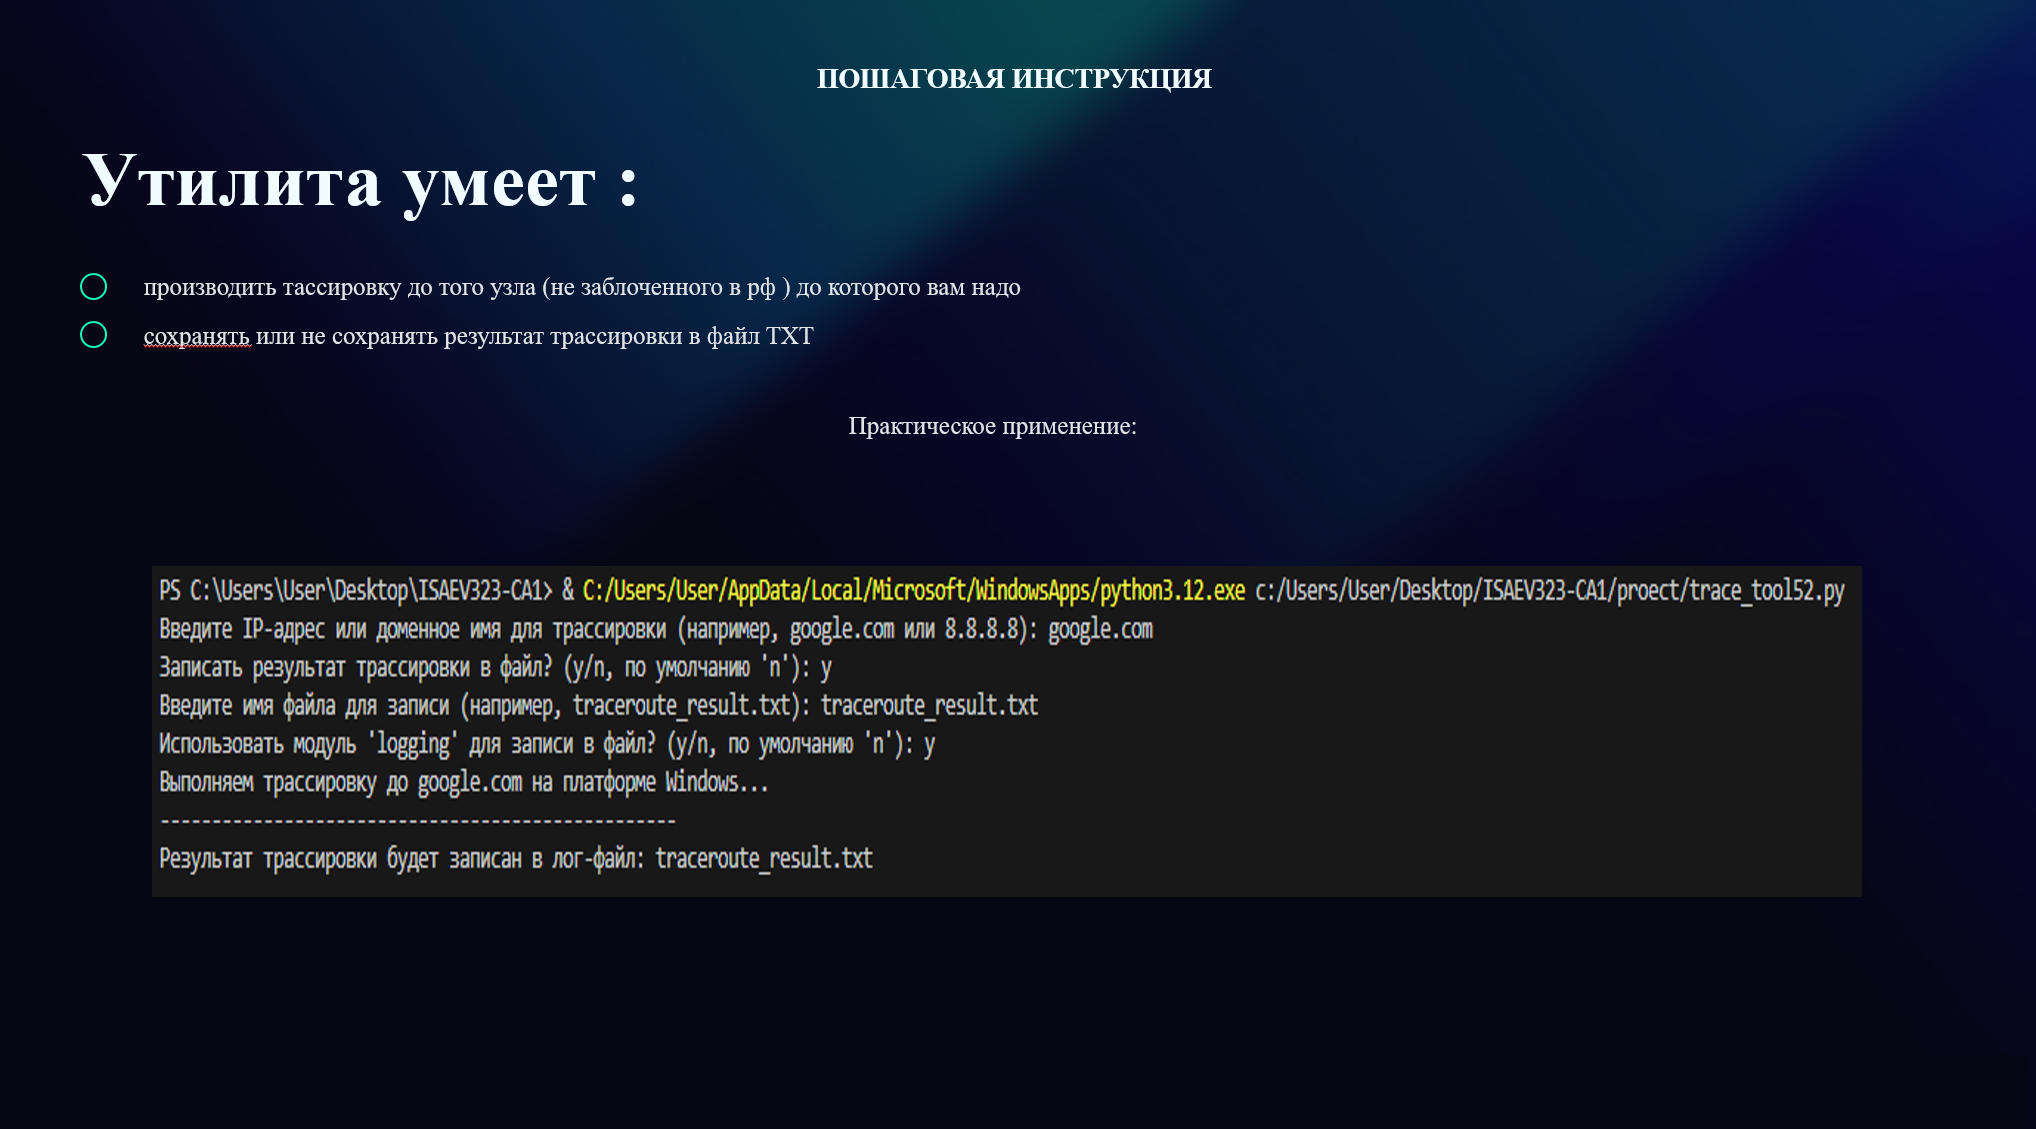 ПОШАГОВАЯ ИНСТРУКЦИЯ
Утилита умеет :
производить тассировку до того узла (не заблоченного в рф ) до которого вам надо
сохранять или не сохранять результат трассировки в файл TXT
Практическое применение:
PS C:\Users\User\Desktop\ISAEV323-CA1> & C:/Users/User/AppData/Local/Microsoft/WindowsApps/python3.12.exe c:/Users/User/Desktop/ISAEV323-CA1/proect/trace_tool52.py
Введите IP-адрес или доменное имя для трассировки (например, google.com или 8.8.8.8): google.com
Записать результат трассировки в файл? (y/n, по умолчанию 'n'): y
Введите имя файла для записи (например, traceroute_result.txt): traceroute_result.txt
Использовать модуль 'logging' для записи в файл? (y/n, по умолчанию 'n'): y
Выполняем трассировку до google.com на платформе Windows...
--------------------------------------------------
Результат трассировки будет записан в лог-файл: traceroute_result.txt